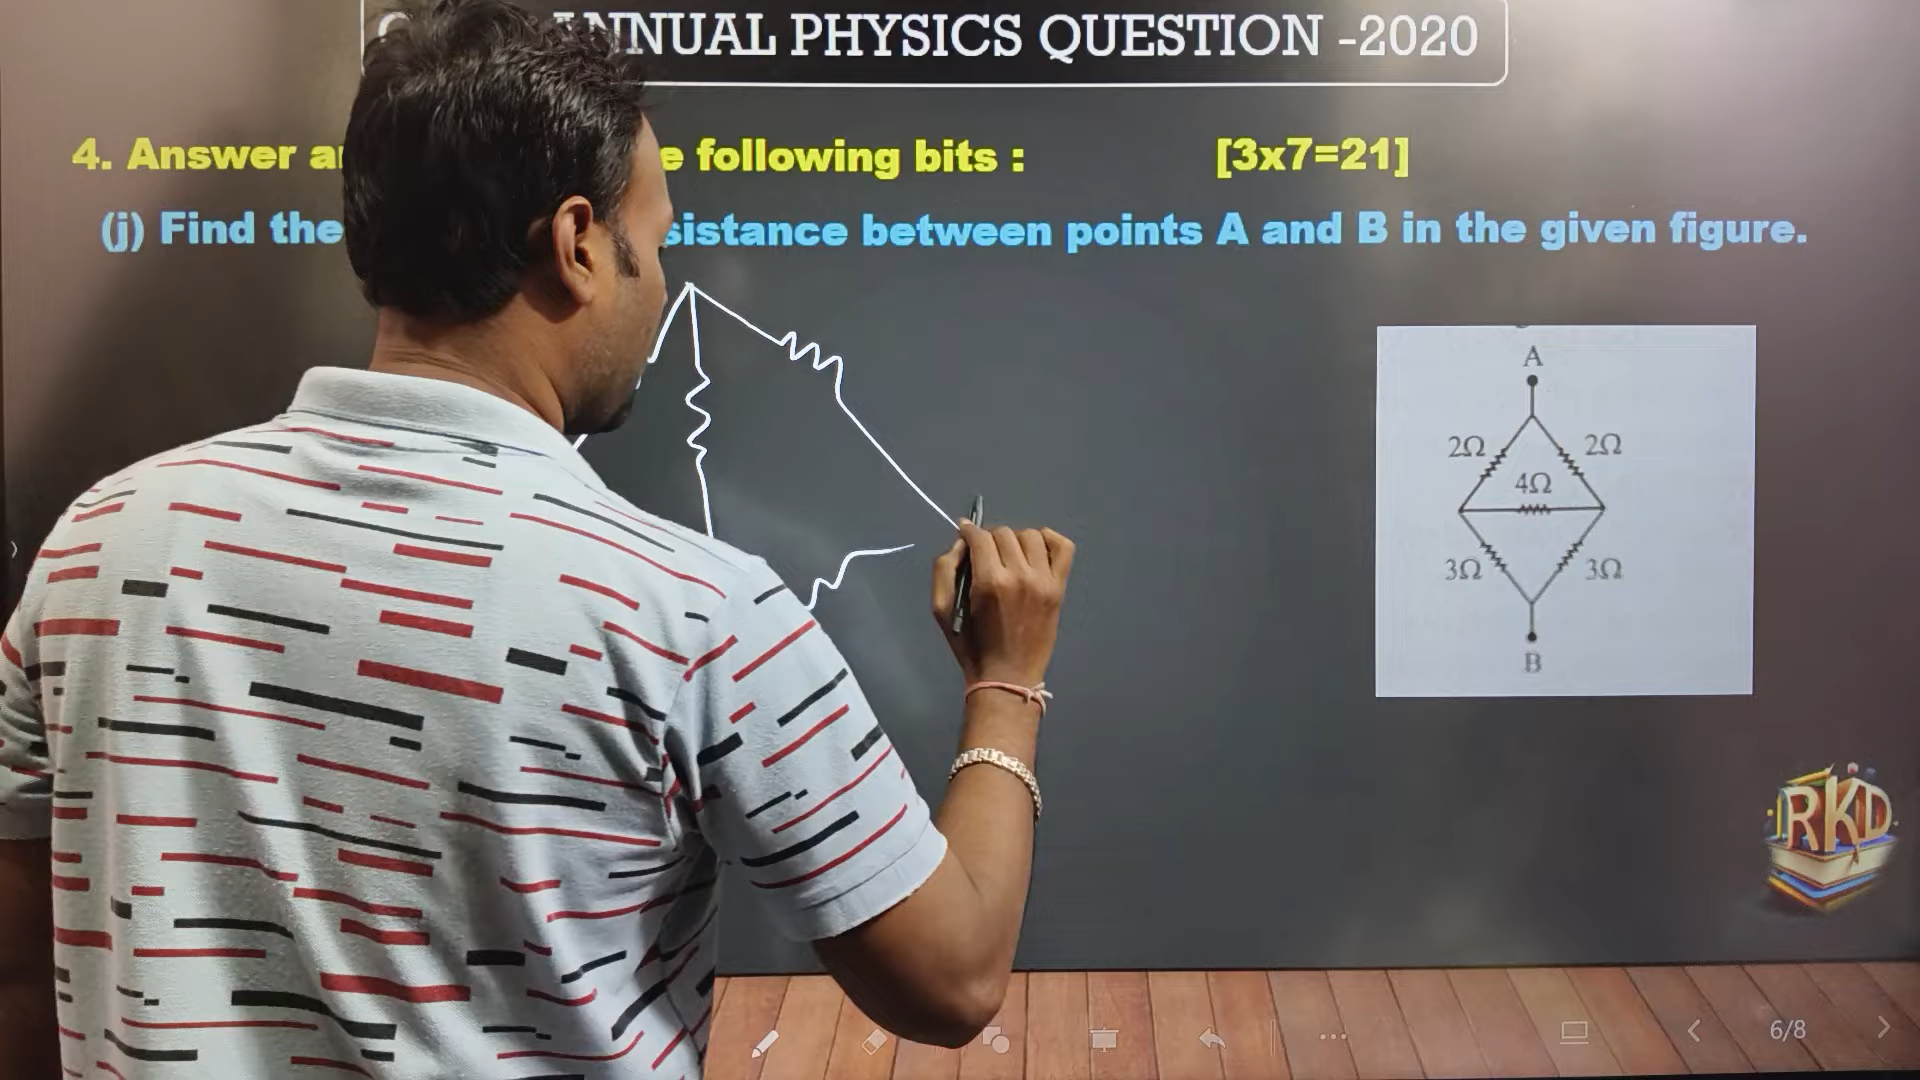 ANNUAL PHYSICS QUESTION -2020
4. Answer following bits : [3x7=21]
(j) Find the between points A and B in the given figure.
A
2Ω 2Ω
4Ω
3Ω 3Ω
B
RKD
6/8